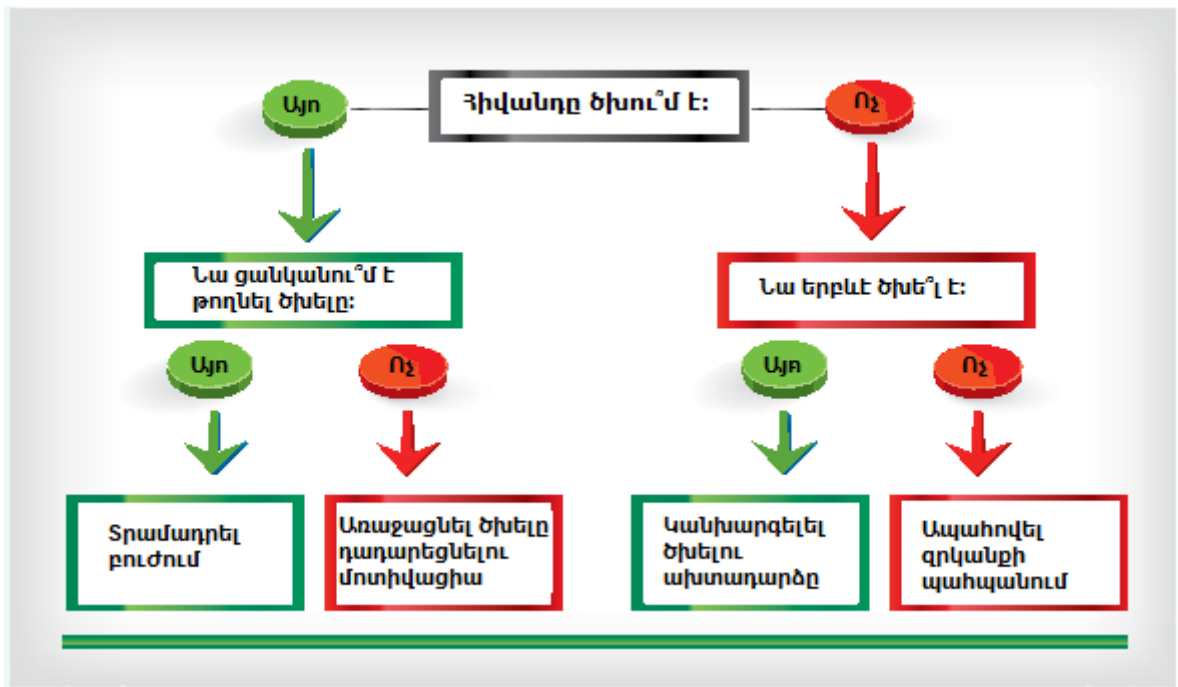 Այո
Հիվանդը ծխու՞մ է:
Ոչ
Նա ցանկանու՞մ է
թողնել ծխելը:
Նա երբևէ ծխե՞լ է:
Այո
Ոչ
Այո
Ոչ
Տրամադրել
բուժում
Առաջացնել ծխելը
դադարեցնելու
մոտիվացիա
Կանխարգելել
ծխելու
ախտադարձը
Ապահովել
զրկանքի
պահպանում